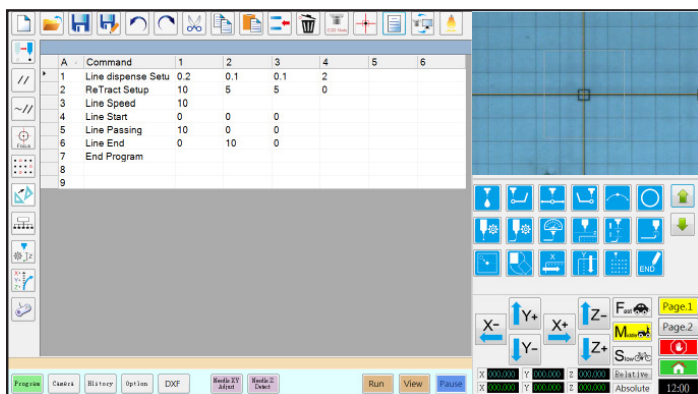 A Command 1 2 3 4 5 6
1 Line dispense Setu 0.2 0.1 0.1 2
2 ReTract Setup 10 5 5 0
3 Line Speed 10
4 Line Start 0 0 0
5 Line Passing 10 0 0
6 Line End 0 10 0
7 End Program
8
9
Focus
END
X- Y+ X+ Z- Fast Page.1
Y- Z+ Middle Page.2
Slow
X 000.000 Y 000.000 Z 000.000 Relative
X 000.000 Y 000.000 Z 000.000 Absolute 12:00
Program Camera History Option DXF Needle XY Adjust Needle Z Detect Run View Pause